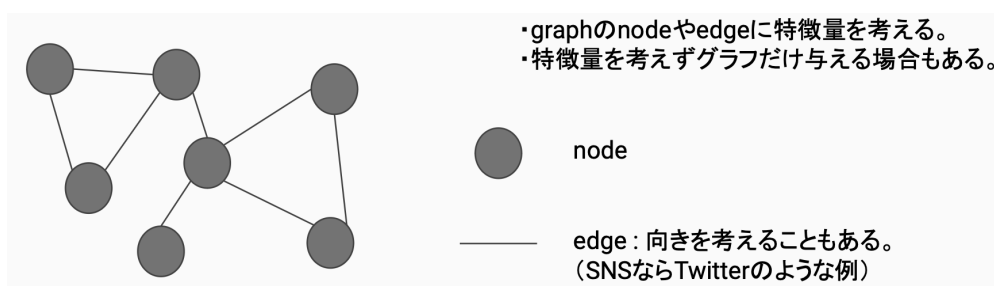 ・graphのnodeやedgeに特徴量を考える。
・特徴量を考えずグラフだけ与える場合もある。
node
edge : 向きを考えることもある。
（SNSならTwitterのような例）